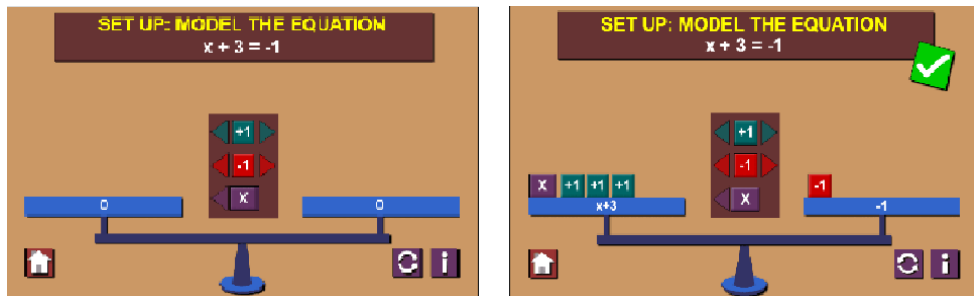 SET UP: MODEL THE EQUATION
x + 3 = -1
+1
-1
X
0
0
i
SET UP: MODEL THE EQUATION
x + 3 = -1
+1
-1
X
X +1 +1 +1
-1
x+3
-1
i